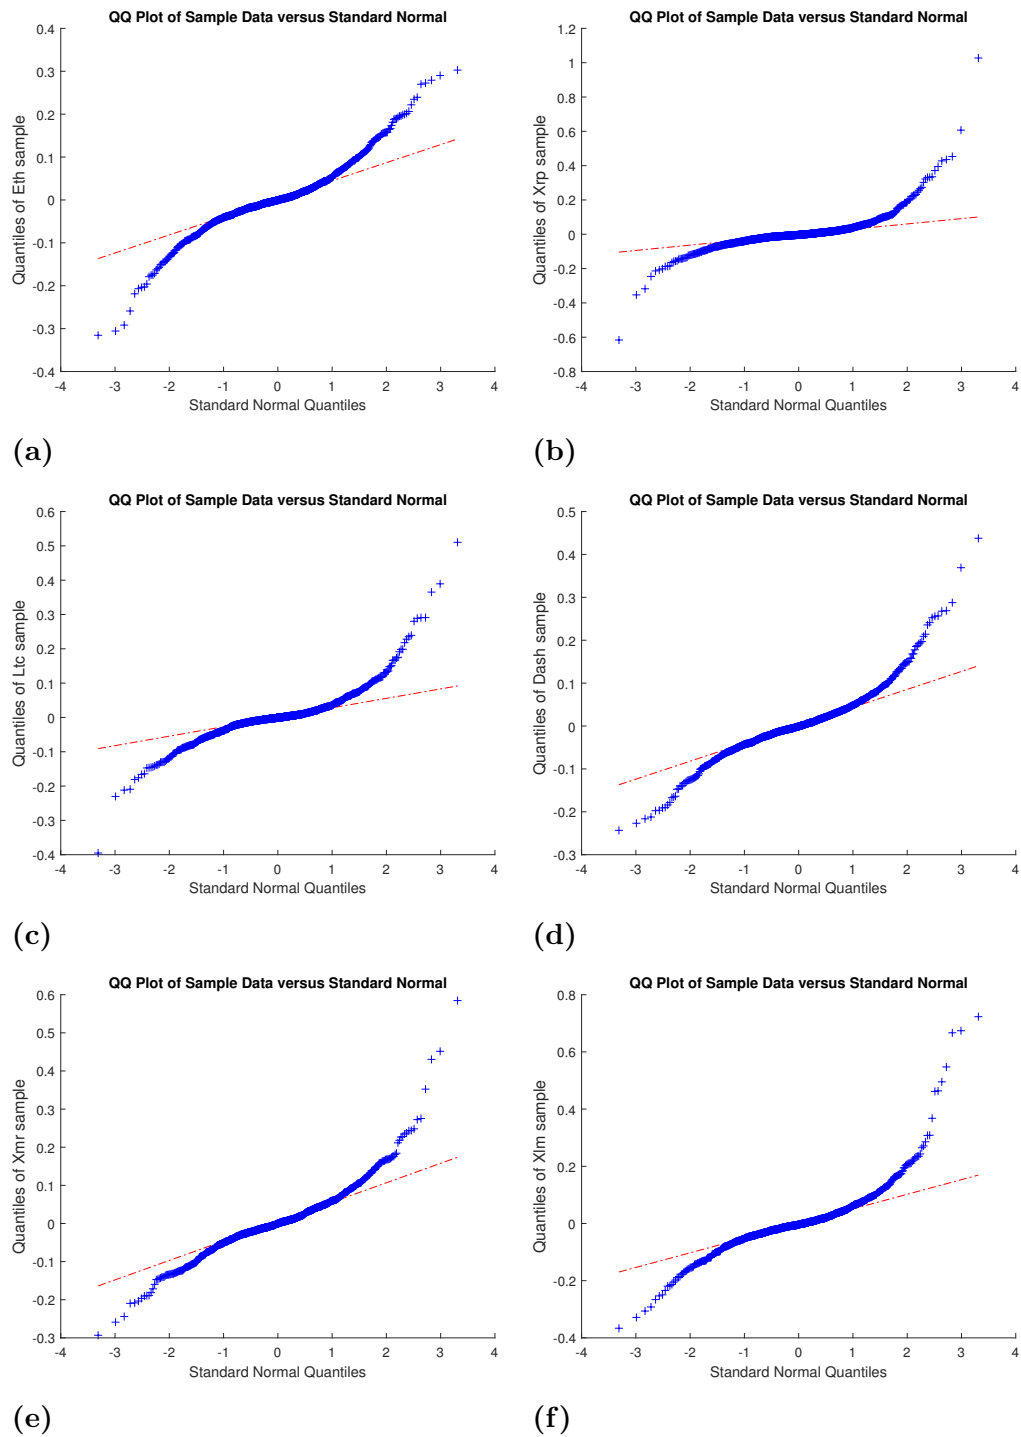 QQ Plot of Sample Data versus Standard Normal
0.4
0.3
0.2
0.1
0
-0.1
-0.2
-0.3
-0.4
Quantiles of Eth sample
-4 -3 -2 -1 0 1 2 3 4
Standard Normal Quantiles
(a)
QQ Plot of Sample Data versus Standard Normal
1.2
1
0.8
0.6
0.4
0.2
0
-0.2
-0.4
-0.6
-0.8
Quantiles of Xrp sample
-4 -3 -2 -1 0 1 2 3 4
Standard Normal Quantiles
(b)
QQ Plot of Sample Data versus Standard Normal
0.6
0.5
0.4
0.3
0.2
0.1
0
-0.1
-0.2
-0.3
-0.4
Quantiles of Ltc sample
-4 -3 -2 -1 0 1 2 3 4
Standard Normal Quantiles
(c)
QQ Plot of Sample Data versus Standard Normal
0.5
0.4
0.3
0.2
0.1
0
-0.1
-0.2
-0.3
Quantiles of Dash sample
-4 -3 -2 -1 0 1 2 3 4
Standard Normal Quantiles
(d)
QQ Plot of Sample Data versus Standard Normal
0.6
0.5
0.4
0.3
0.2
0.1
0
-0.1
-0.2
-0.3
Quantiles of Xmr sample
-4 -3 -2 -1 0 1 2 3 4
Standard Normal Quantiles
(e)
QQ Plot of Sample Data versus Standard Normal
0.8
0.6
0.4
0.2
0
-0.2
-0.4
Quantiles of Xlm sample
-4 -3 -2 -1 0 1 2 3 4
Standard Normal Quantiles
(f)